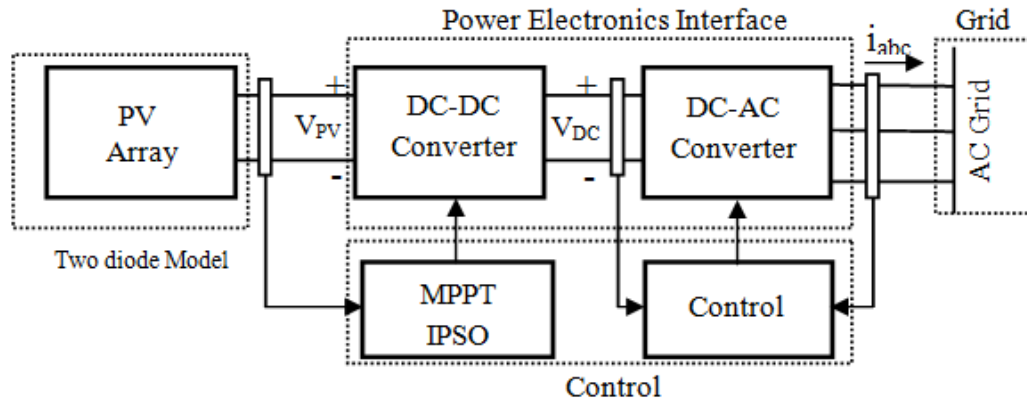 Power Electronics Interface
Grid
i_abc
PV
Array
+
V_PV
-
DC-DC
Converter
+
V_DC
-
DC-AC
Converter
AC Grid
Two diode Model
MPPT
IPSO
Control
Control